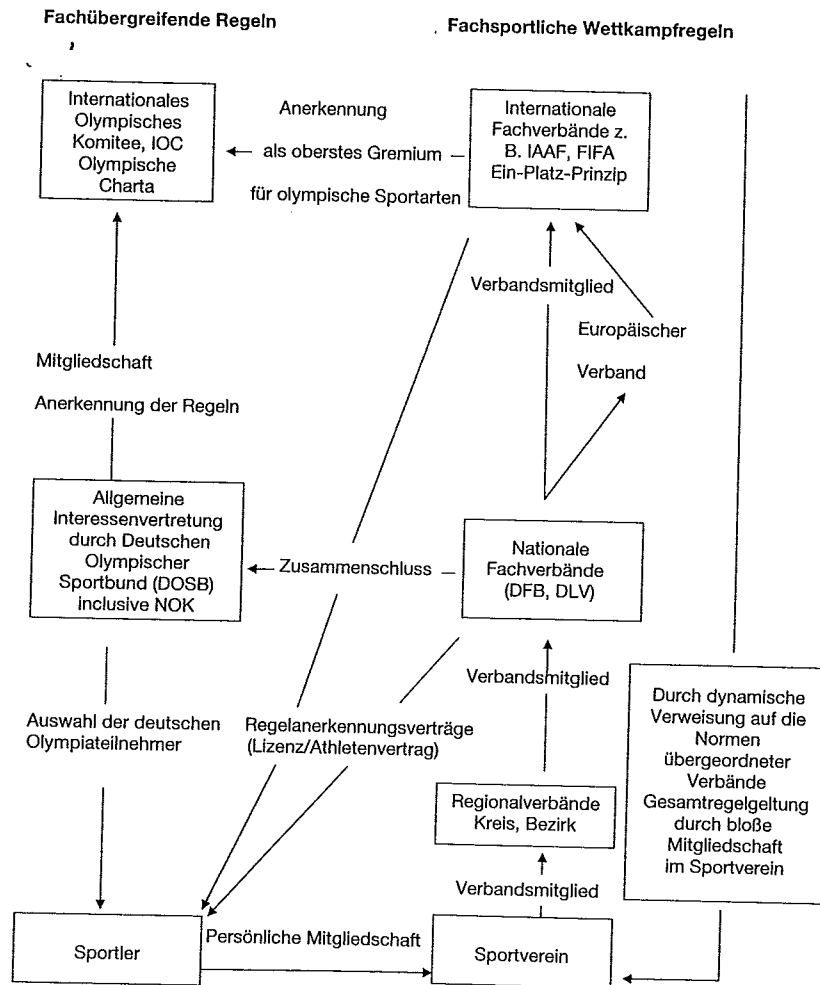 Fachübergreifende Regeln
Fachsportliche Wettkampfregeln
Internationales
Olympisches
Komitee, IOC
Olympische
Charta
Anerkennung
als oberstes Gremium
für olympische Sportarten
Internationale
Fachverbände z.
B. IAAF, FIFA
Ein-Platz-Prinzip
Verbandsmitglied
Europäischer
Verband
Mitgliedschaft
Anerkennung der Regeln
Allgemeine
Interessenvertretung
durch Deutschen
Olympischer
Sportbund (DOSB)
inclusive NOK
Zusammenschluss
Nationale
Fachverbände
(DFB, DLV)
Verbandsmitglied
Durch dynamische
Verweisung auf die
Normen
übergeordneter
Verbände
Gesamtregelgeltung
durch bloße
Mitgliedschaft
im Sportverein
Auswahl der deutschen
Olympiateilnehmer
Regelanerkennungsverträge
(Lizenz/Athletenvertrag)
Regionalverbände
Kreis, Bezirk
Verbandsmitglied
Sportler
Persönliche Mitgliedschaft
Sportverein